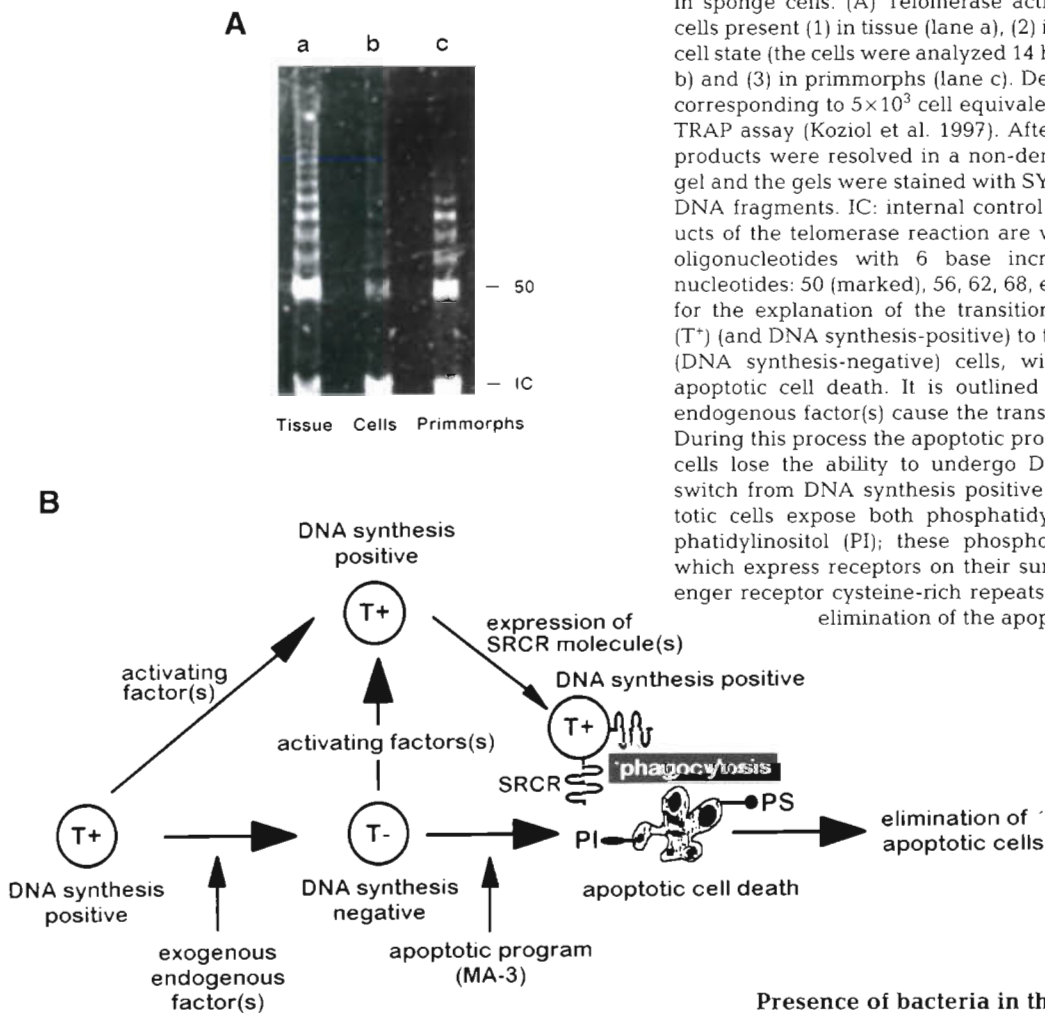 in sponge cells. (A) Telomerase acti
cells present (1) in tissue (lane a), (2) i
cell state (the cells were analyzed 14 h
b) and (3) in primmorphs (lane c). De
corresponding to 5×10³ cell equivale
TRAP assay (Koziol et al. 1997). Afte
products were resolved in a non-den
gel and the gels were stained with SY
DNA fragments. IC: internal control
ucts of the telomerase reaction are v
oligonucleotides with 6 base incr
nucleotides: 50 (marked), 56, 62, 68, e
for the explanation of the transition
(T⁺) (and DNA synthesis-positive) to t
(DNA synthesis-negative) cells, wi
apoptotic cell death. It is outlined
endogenous factor(s) cause the trans
During this process the apoptotic pro
cells lose the ability to undergo D
switch from DNA synthesis positive
totic cells expose both phosphatidy
phatidylinositol (PI); these phospho
which express receptors on their sur
enger receptor cysteine-rich repeats
elimination of the apop
A
a b c
– 50
– IC
Tissue Cells Primmorphs
B
DNA synthesis
positive
T+
expression of
SRCR molecule(s)
activating
factor(s)
DNA synthesis positive
T+
activating factors(s)
SRCR
phagocytosis
PS
T+
T-
PI
elimination of
apoptotic cells
DNA synthesis
positive
DNA synthesis
negative
apoptotic cell death
exogenous
endogenous
factor(s)
apoptotic program
(MA-3)
Presence of bacteria in th